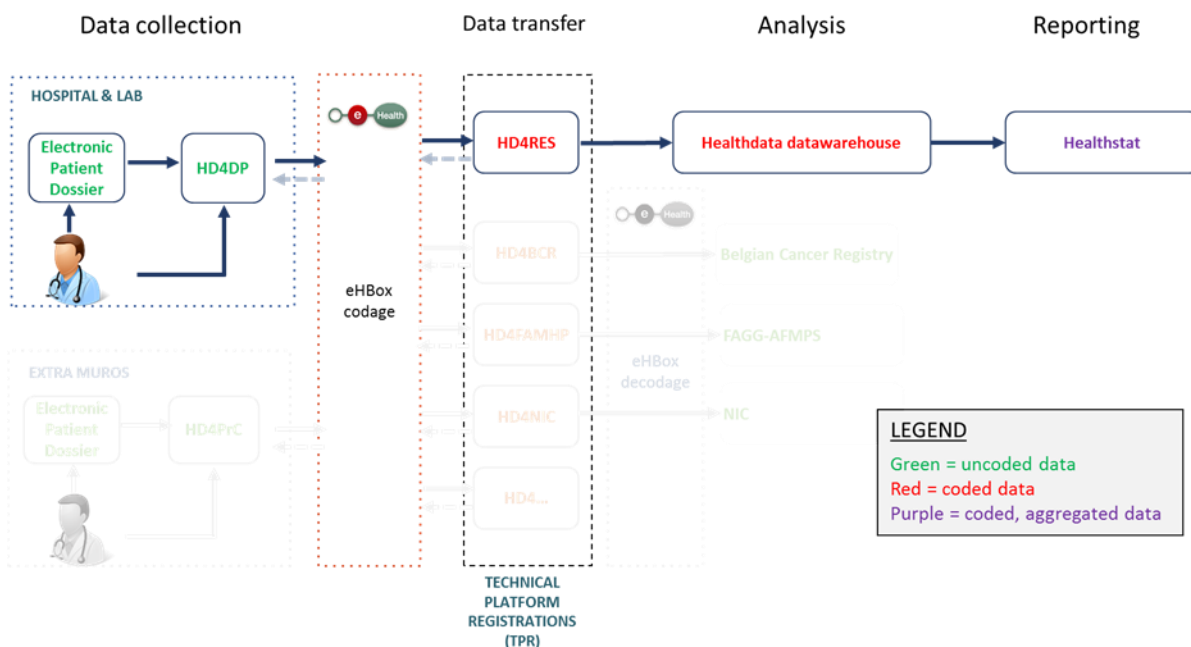 Data collection
Data transfer
Analysis
Reporting
HOSPITAL & LAB
Electronic
Patient
Dossier
HD4DP
e Health
HD4RES
Healthdata datawarehouse
Healthstat
e Health
HD4BCR
Belgian Cancer Registry
eHBox
codage
HD4FAMHP
FAGG-AFMPS
eHBox
decodage
EXTRA MUROS
Electronic
Patient
Dossier
HD4PrC
HD4NIC
NIC
HD4...
LEGEND
Green = uncoded data
Red = coded data
Purple = coded, aggregated data
TECHNICAL
PLATFORM
REGISTRATIONS
(TPR)